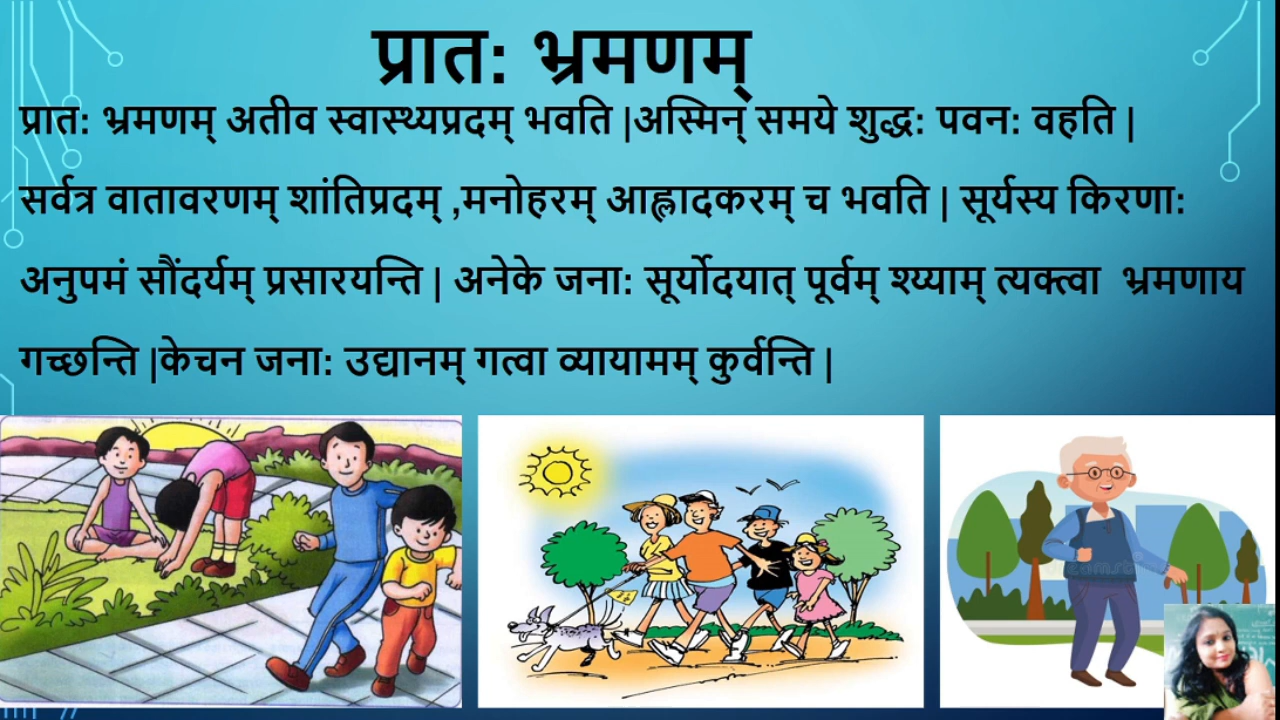 प्रात: भ्रमणम्
प्रात: भ्रमणम् अतीव स्वास्थ्यप्रदम् भवति |अस्मिन् समये शुद्ध: पवन: वहति |
सर्वत्र वातावरणम् शांतिप्रदम् ,मनोहरम् आह्लादकरम् च भवति | सूर्यस्य किरणा:
अनुपमं सौंदर्यम् प्रसारयन्ति | अनेके जना: सूर्योदयात् पूर्वम् श्य्याम् त्यक्त्वा भ्रमणाय
गच्छन्ति |केचन जना: उद्यानम् गत्वा व्यायामम् कुर्वन्ति |